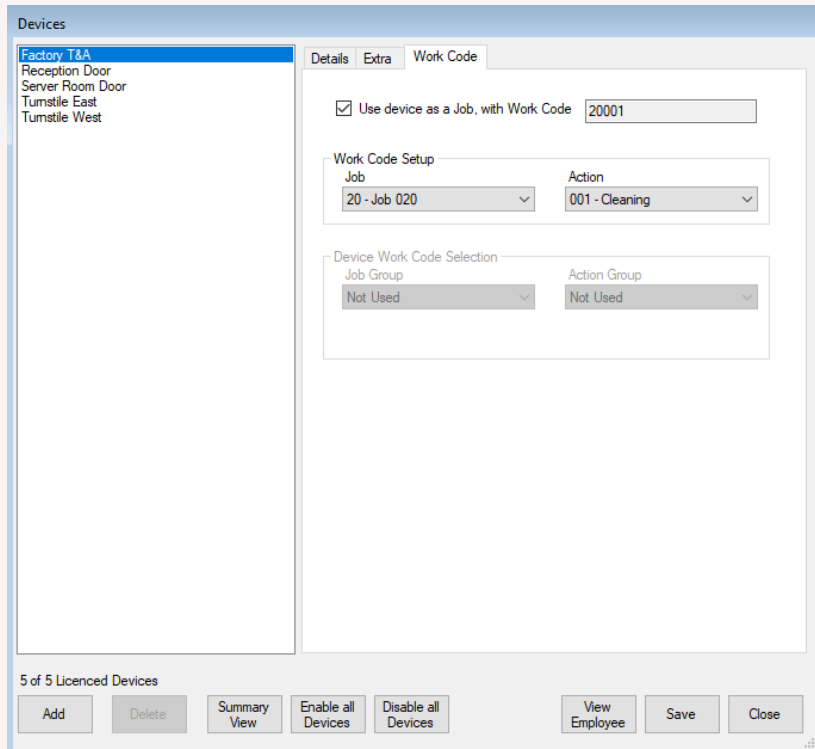 Devices
Factory T&A
Reception Door
Server Room Door
Turnstile East
Turnstile West
Details Extra Work Code
Use device as a Job, with Work Code 20001
Work Code Setup
Job Action
20 - Job 020 001 - Cleaning
Device Work Code Selection
Job Group Action Group
Not Used Not Used
5 of 5 Licenced Devices
Add Delete Summary View Enable all Devices Disable all Devices View Employee Save Close